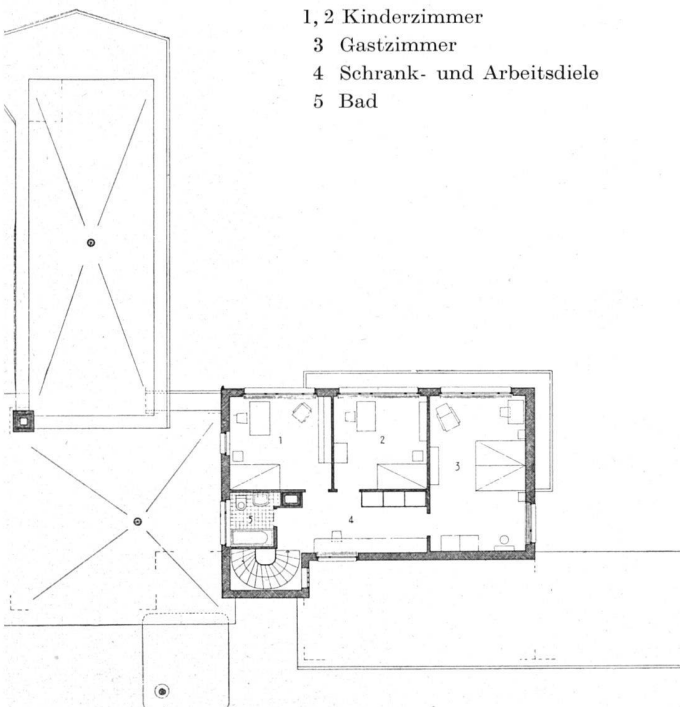 1, 2 Kinderzimmer
3 Gastzimmer
4 Schrank- und Arbeitsdiele
5 Bad
1
2
3
5
4